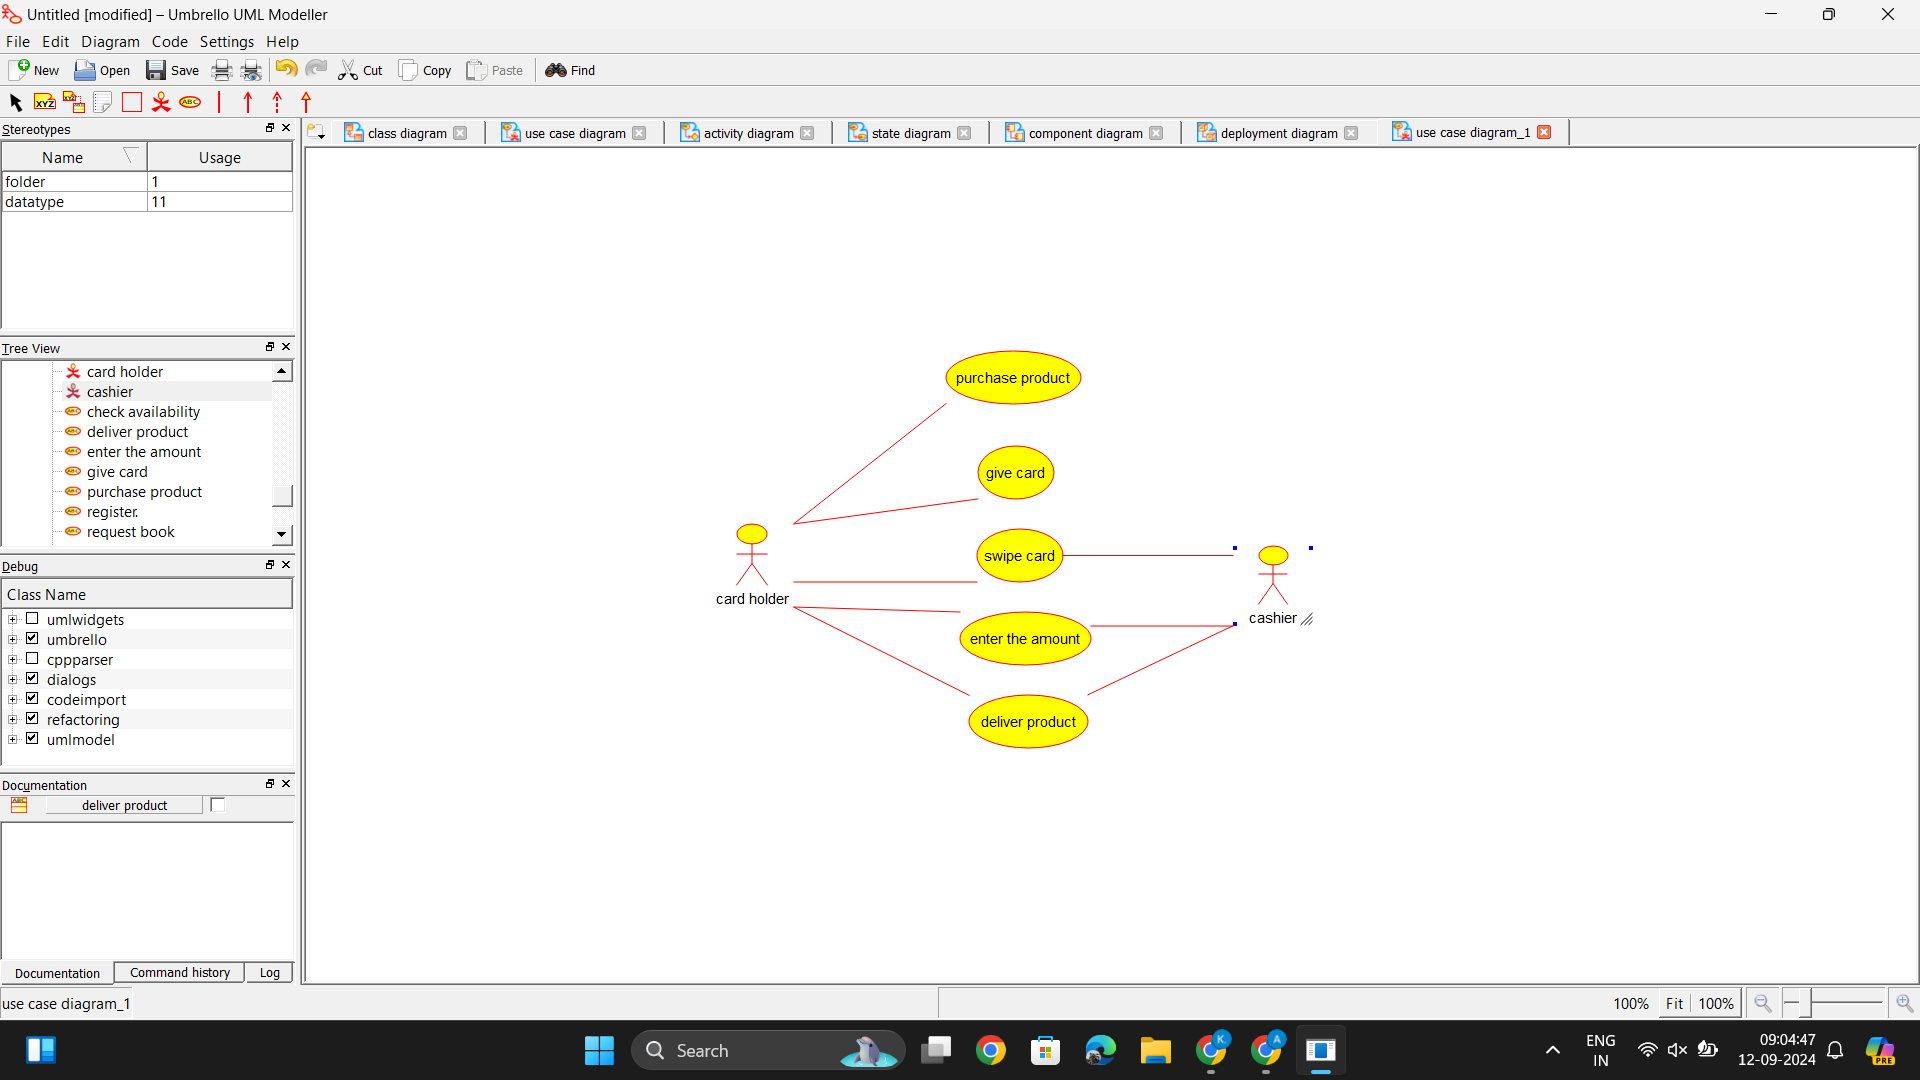 Untitled [modified] – Umbrello UML Modeller
File Edit Diagram Code Settings Help
New Open Save Cut Copy Paste Find
XYZ XYZ ABC
Stereotypes
Name Usage
folder 1
datatype 11
Tree View
card holder
cashier
check availability
deliver product
enter the amount
give card
purchase product
register.
request book
Debug
Class Name
umlwidgets
umbrello
cppparser
dialogs
codeimport
refactoring
umlmodel
Documentation
deliver product
Documentation Command history Log
class diagram use case diagram activity diagram state diagram component diagram deployment diagram use case diagram_1
purchase product
give card
swipe card
card holder
cashier
enter the amount
deliver product
use case diagram_1
100% Fit 100%
Search
K
A
ENG
IN
09:04:47
12-09-2024
PRE